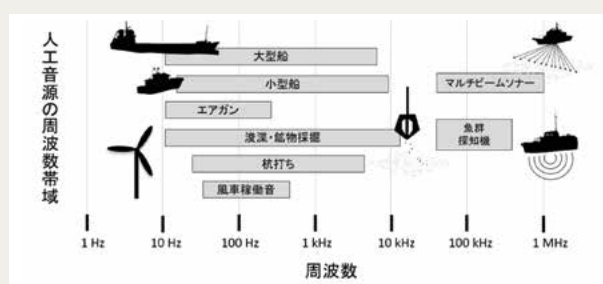 人工音源の周波数帯域
大型船
小型船
マルチビームソナー
エアガン
浚渫・鉱物採掘
魚群
探知機
杭打ち
風車稼働音
1 Hz
10 Hz
100 Hz
1 kHz
10 kHz
100 kHz
1 MHz
周波数